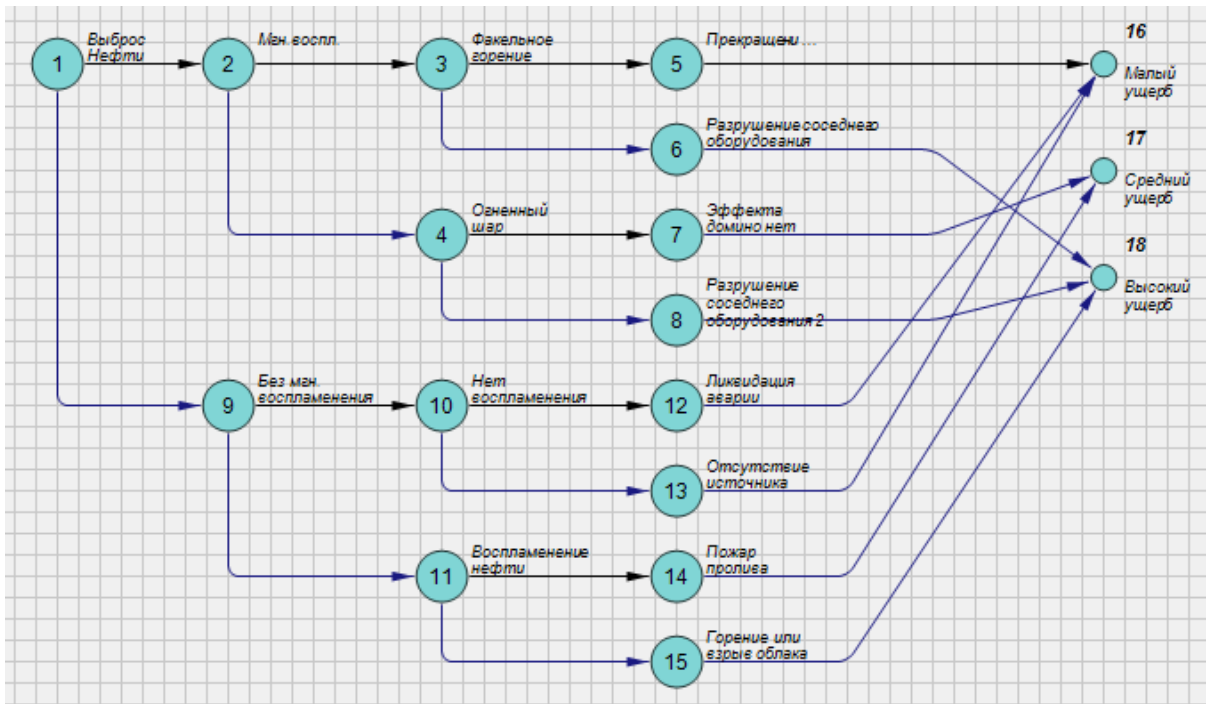 1
Выброс
Нефти
2
Мгн. воспл.
3
Факельное
горение
5
Прекращени...
16
Малый
ущерб
6
Разрушение соседнего
оборудования
17
Средний
ущерб
4
Огненный
шар
7
Эффекта
домино нет
18
Высокий
ущерб
8
Разрушение
соседнего
оборудования 2
9
Без мгн.
воспламенения
10
Нет
воспламенения
12
Ликвидация
аварии
13
Отсутствие
источника
11
Воспламенение
нефти
14
Пожар
пролива
15
Горение или
взрыв облака